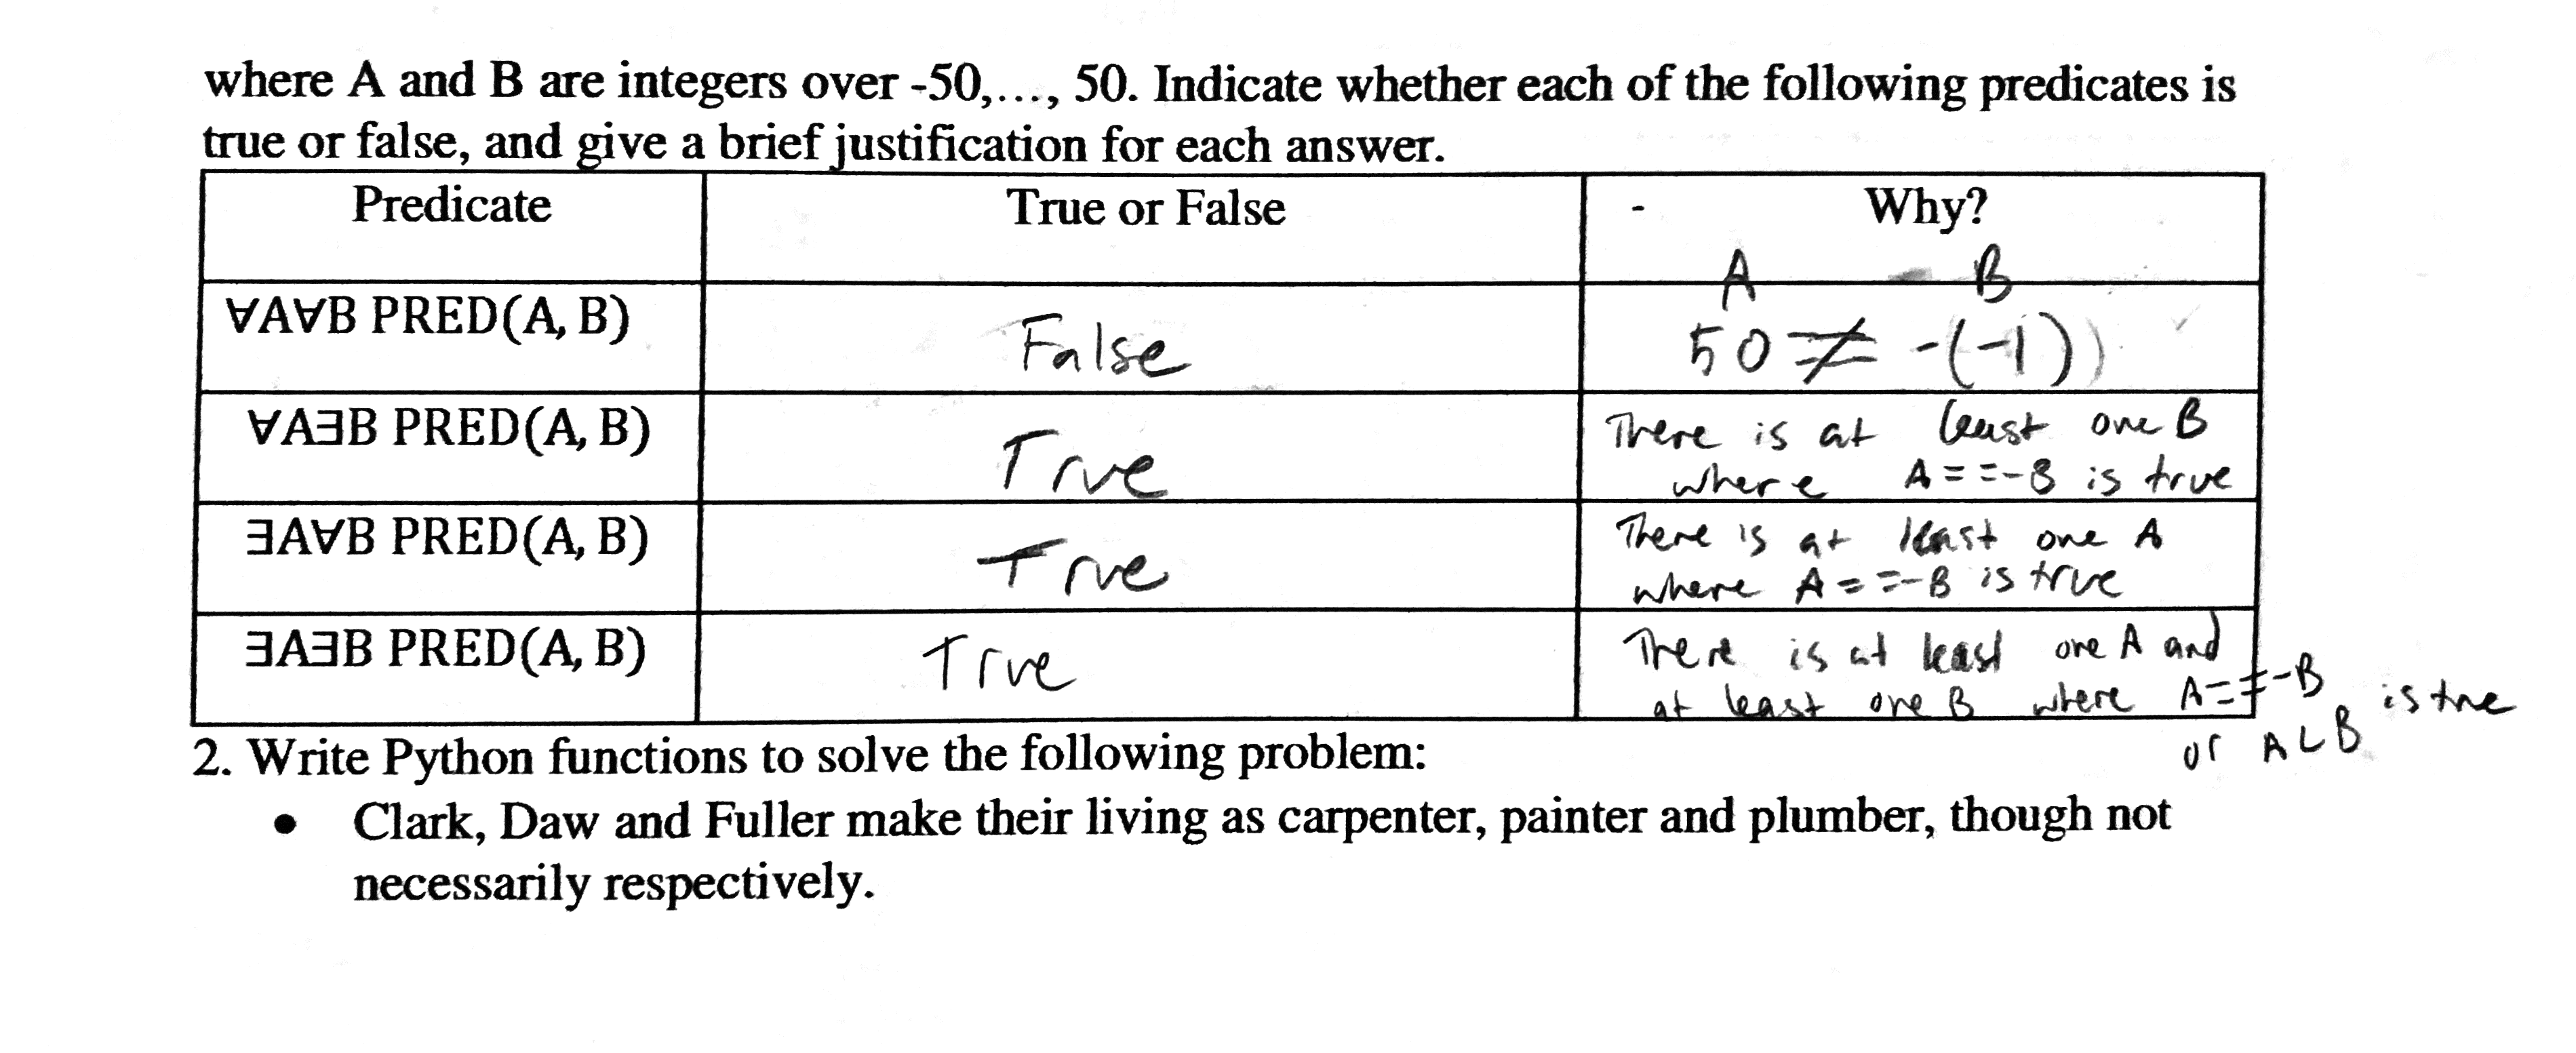 where A and B are integers over -50,..., 50. Indicate whether each of the following predicates is
true or false, and give a brief justification for each answer.
Predicate True or False - Why?
A B
∀A∀B PRED(A, B) False 50 ≠ -(-1))
∀A∃B PRED(A, B) True There is at least one B
where A==-B is true
∃A∀B PRED(A, B) True There is at least one A
where A==-B is true
∃A∃B PRED(A, B) True There is at least one A and
at least one B where A==-B is true
or A<B
2. Write Python functions to solve the following problem:
• Clark, Daw and Fuller make their living as carpenter, painter and plumber, though not
necessarily respectively.